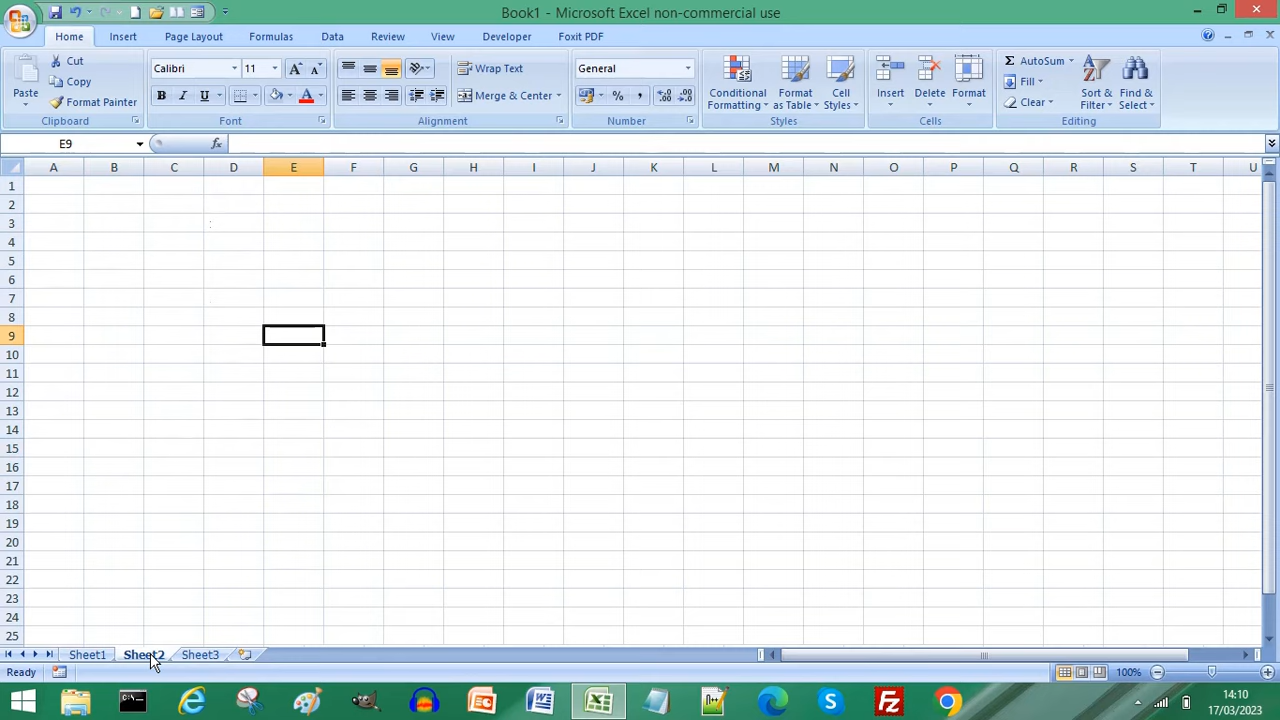 Book1 - Microsoft Excel non-commercial use
Home Insert Page Layout Formulas Data Review View Developer Foxit PDF
Paste
Cut
Copy
Format Painter
Clipboard
Calibri 11
B I U A
Font
Wrap Text
Merge & Center
Alignment
General
% ,
Number
Conditional Formatting
Format as Table
Cell Styles
Styles
Insert Delete Format
Cells
Σ AutoSum
Fill
Clear
Sort & Filter
Find & Select
Editing
E9 fx
A B C D E F G H I J K L M N O P Q R S T U
1
2
3
4
5
6
7
8
9
10
11
12
13
14
15
16
17
18
19
20
21
22
23
24
25
Sheet1 Sheet2 Sheet3
Ready 100%
14:10
17/03/2023